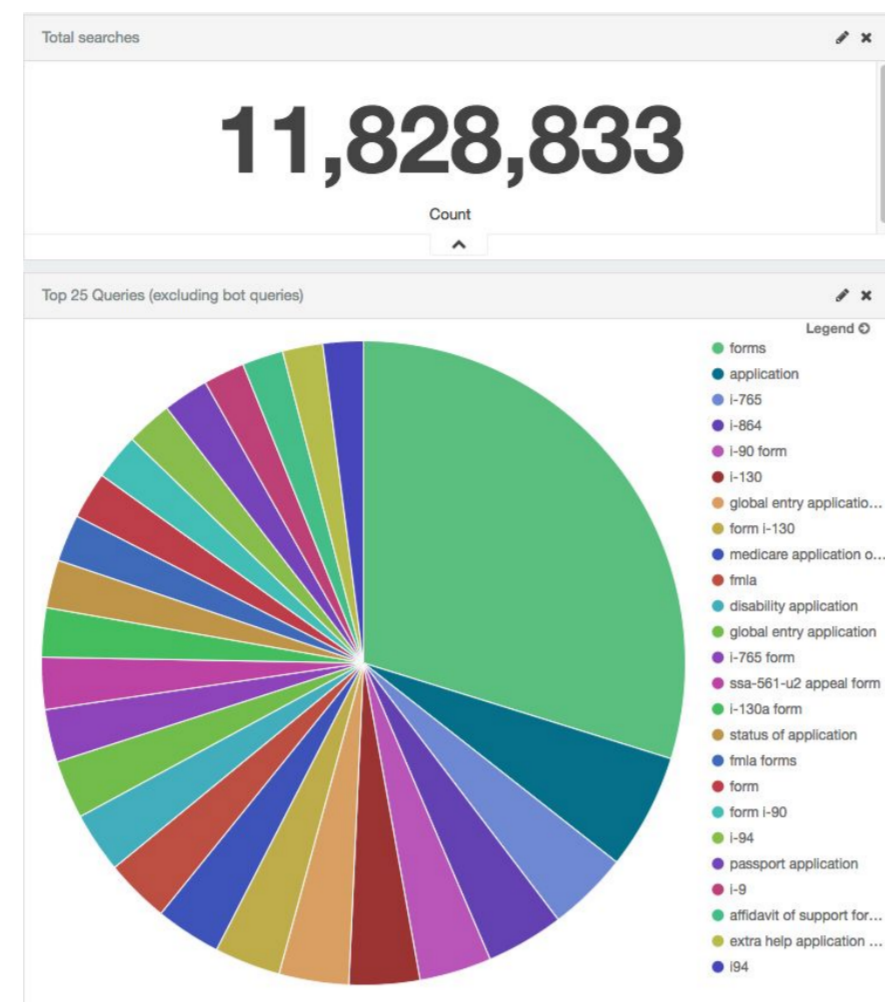 Total searches
11,828,833
Count
Top 25 Queries (excluding bot queries)
Legend
forms
application
i-765
i-864
i-90 form
i-130
global entry applicatio...
form i-130
medicare application o...
fmla
disability application
global entry application
i-765 form
ssa-561-u2 appeal form
i-130a form
status of application
fmla forms
form
form i-90
i-94
passport application
i-9
affidavit of support for...
extra help application ...
i94